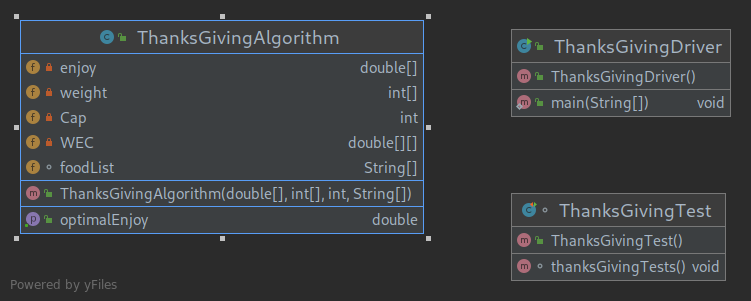 ThanksGivingAlgorithm
enjoy double[]
weight int[]
Cap int
WEC double[][]
foodList String[]
ThanksGivingAlgorithm(double[], int[], int, String[])
optimalEnjoy double
ThanksGivingDriver
ThanksGivingDriver()
main(String[]) void
ThanksGivingTest
ThanksGivingTest()
thanksGivingTests() void
Powered by yFiles